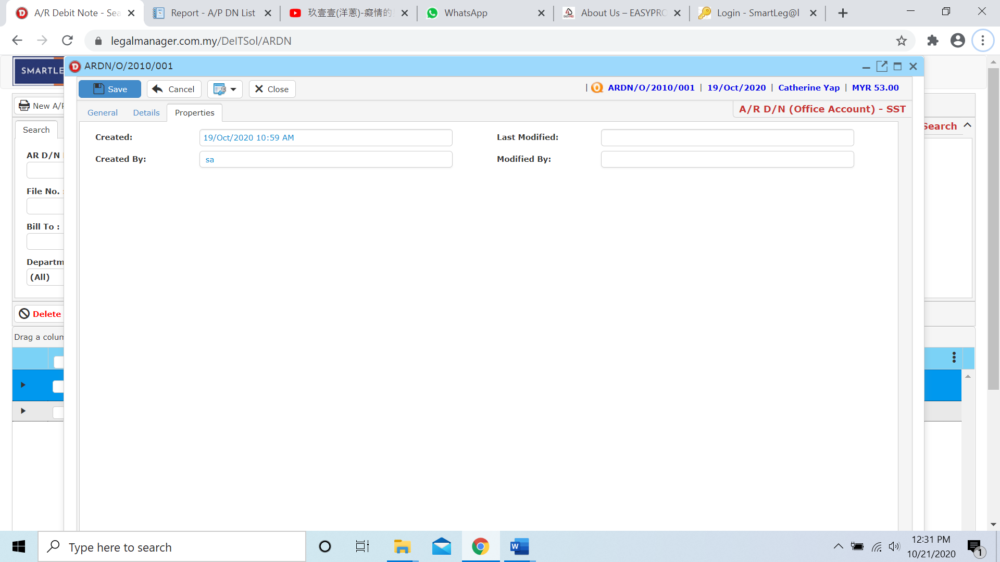 A/R Debit Note - Sea
Report - A/P DN List
玖壹壹(洋蔥)-癡情的
WhatsApp
About Us – EASYPRO
Login - SmartLeg@l
legalmanager.com.my/DeITSol/ARDN
SMARTLE
ARDN/O/2010/001
Save
Cancel
Close
| ARDN/O/2010/001 | 19/Oct/2020 | Catherine Yap | MYR 53.00
New A/
General
Details
Properties
A/R D/N (Office Account) - SST
Search
Search
Created:
19/Oct/2020 10:59 AM
Last Modified:
Created By:
sa
Modified By:
AR D/N
File No. :
Bill To :
Departm
(All)
Delete
Drag a colum
Type here to search
12:31 PM
10/21/2020
1